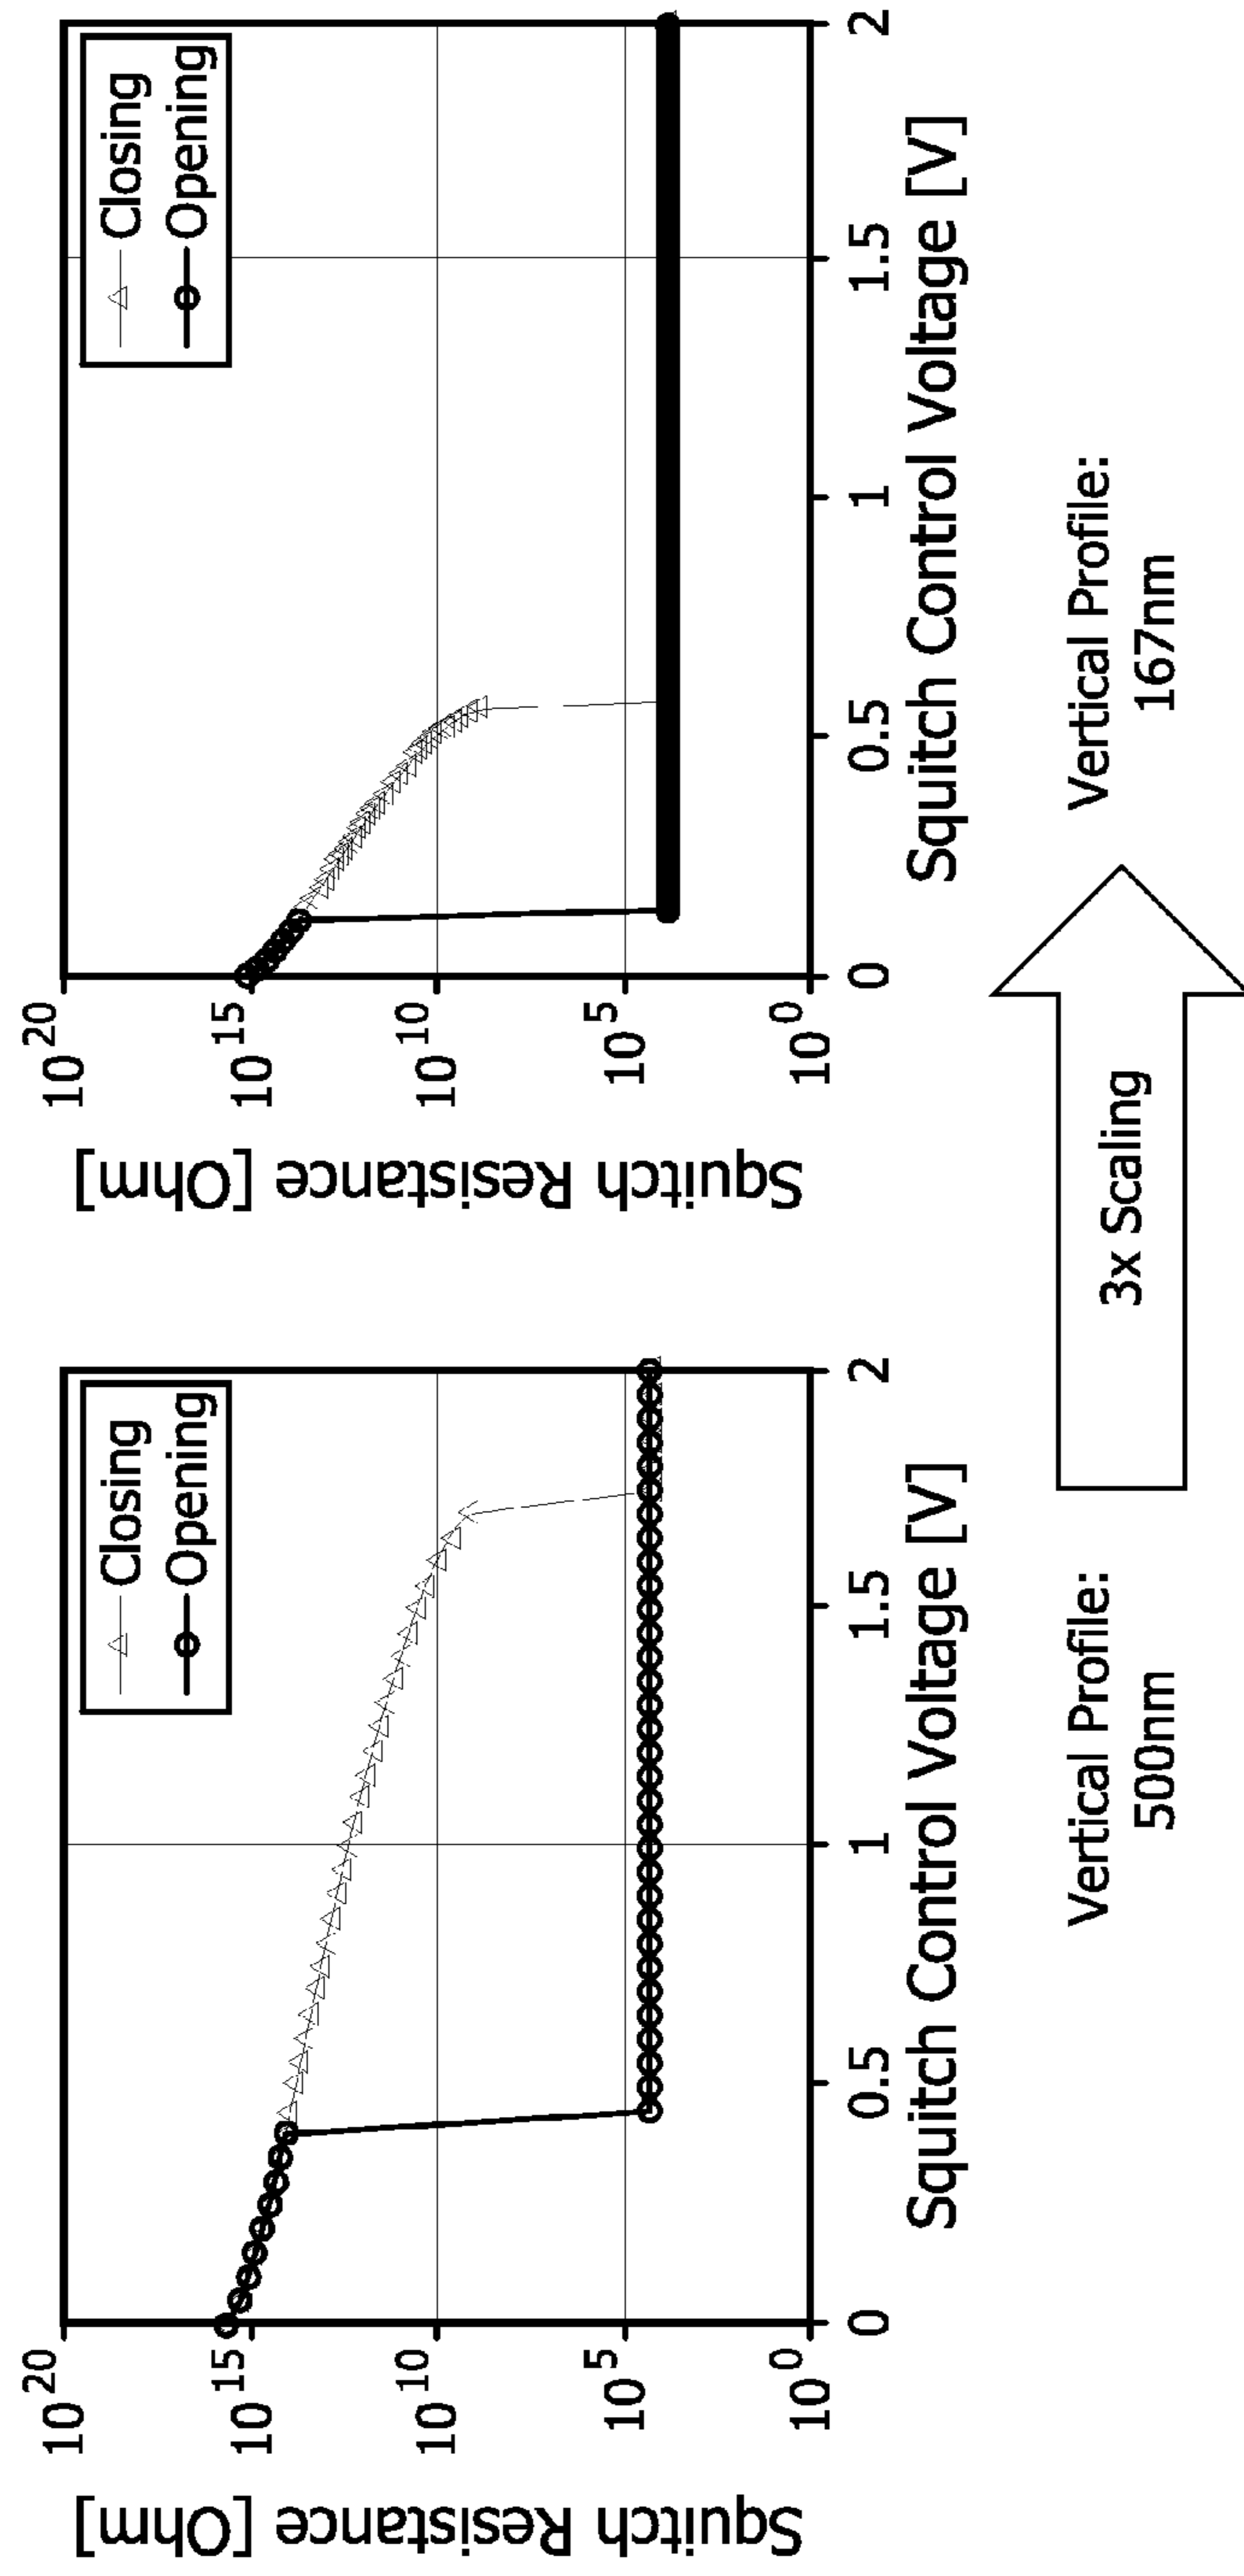 Squitch Resistance [Ohm]
10^20
10^15
10^10
10^5
10^0
Closing
Opening
0
0.5
1
1.5
2
Squitch Control Voltage [V]
Vertical Profile:
500nm
3x Scaling
Squitch Resistance [Ohm]
10^20
10^15
10^10
10^5
10^0
Closing
Opening
0
0.5
1
1.5
2
Squitch Control Voltage [V]
Vertical Profile:
167nm